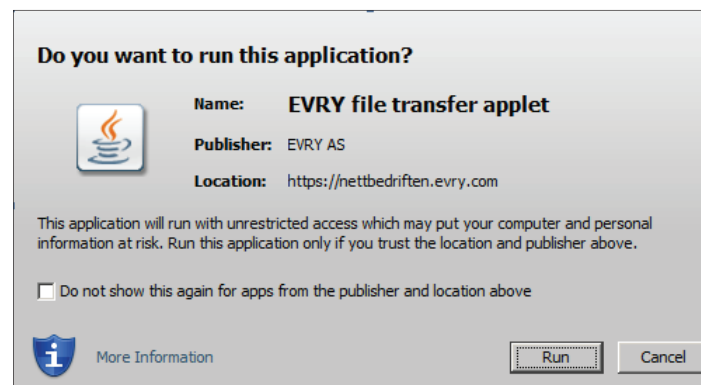 Do you want to run this application?
Name: EVRY file transfer applet
Publisher: EVRY AS
Location: https://nettbedriften.evry.com
This application will run with unrestricted access which may put your computer and personal
information at risk. Run this application only if you trust the location and publisher above.
Do not show this again for apps from the publisher and location above
More Information Run Cancel